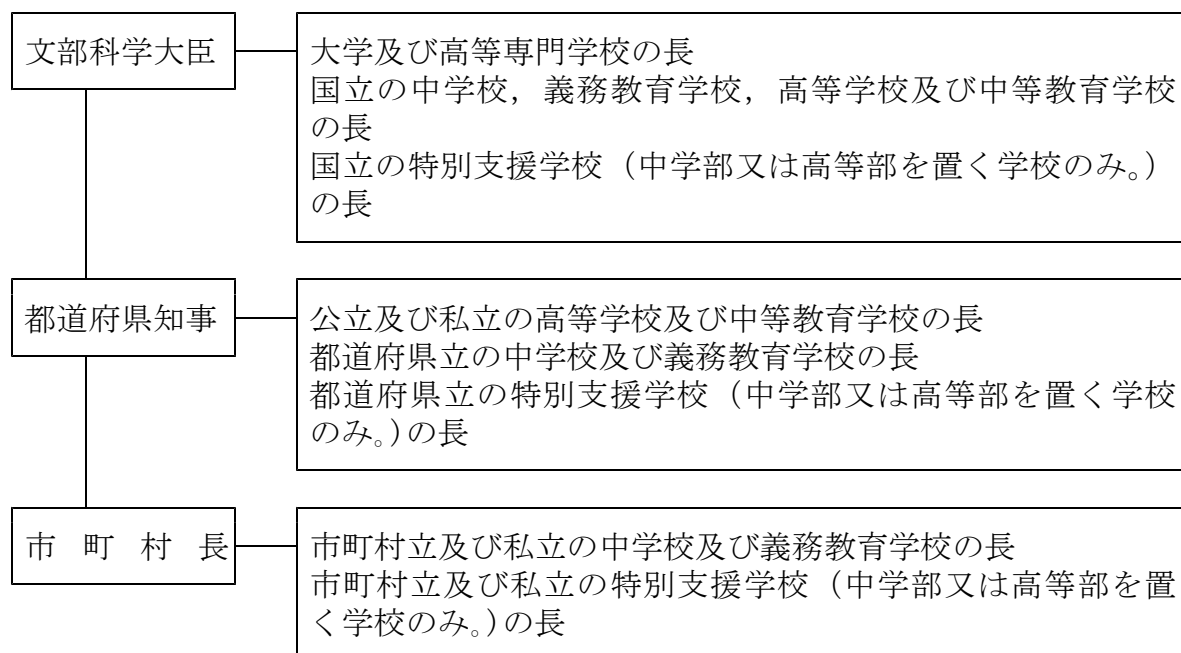 文部科学大臣
大学及び高等専門学校の長
国立の中学校，義務教育学校，高等学校及び中等教育学校
の長
国立の特別支援学校（中学部又は高等部を置く学校のみ。）
の長
都道府県知事
公立及び私立の高等学校及び中等教育学校の長
都道府県立の中学校及び義務教育学校の長
都道府県立の特別支援学校（中学部又は高等部を置く学校
のみ。）の長
市町村長
市町村立及び私立の中学校及び義務教育学校の長
市町村立及び私立の特別支援学校（中学部又は高等部を置
く学校のみ。）の長